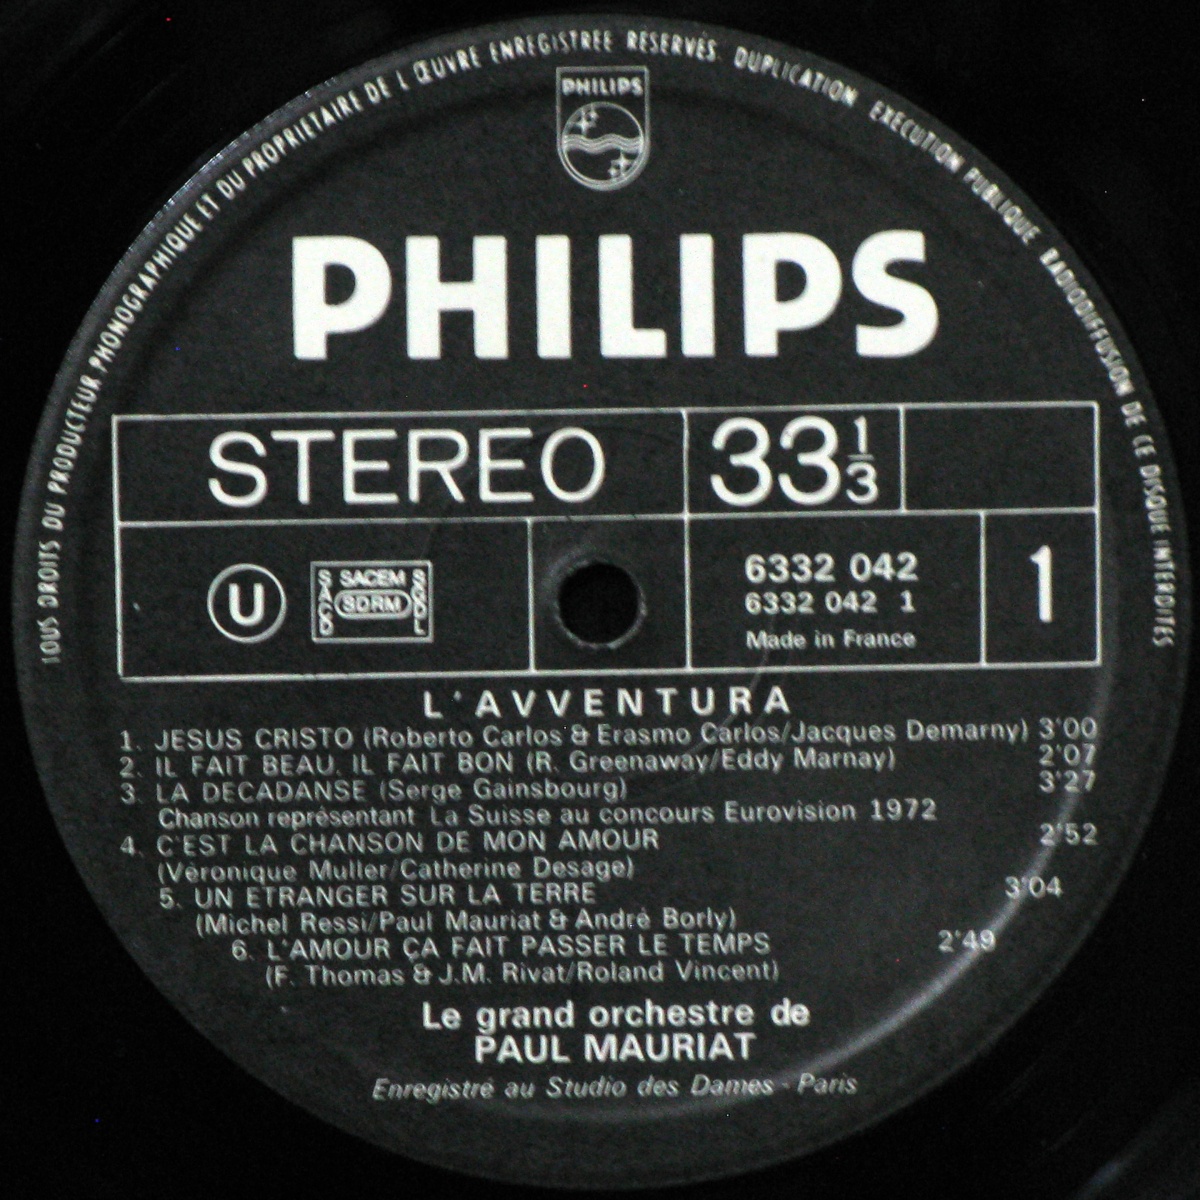 TOUS DROITS DU PRODUCTEUR PHONOGRAPHIQUE ET DU PROPRIETAIRE DE L'ŒUVRE ENREGISTREE RESERVÉS. DUPLICATION EXECUTION PUBLIQUE RADIODIFFUSION DE CE DISQUE INTERDITES
PHILIPS
PHILIPS
STEREO 33 1/3
U
SACEM
SACD SDRM SGDL
6332 042
6332 042 1
Made in France
1
L'AVVENTURA
1. JESUS CRISTO (Roberto Carlos & Erasmo Carlos/Jacques Demarny) 3'00
2. IL FAIT BEAU, IL FAIT BON (R. Greenaway/Eddy Marnay) 2'07
3. LA DECADANSE (Serge Gainsbourg) 3'27
Chanson représentant La Suisse au concours Eurovision 1972
4. C'EST LA CHANSON DE MON AMOUR 2'52
(Véronique Muller/Catherine Desage)
5. UN ETRANGER SUR LA TERRE 3'04
(Michel Ressi/Paul Mauriat & André Borly)
6. L'AMOUR ÇA FAIT PASSER LE TEMPS 2'49
(F. Thomas & J.M. Rivat/Roland Vincent)
Le grand orchestre de
PAUL MAURIAT
Enregistré au Studio des Dames - Paris